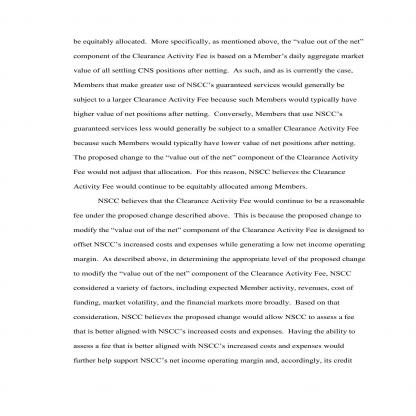 be equitably allocated.  More specifically, as mentioned above, the “value out of the net”
component of the Clearance Activity Fee is based on a Member’s daily aggregate market
value of all settling CNS positions after netting.  As such, and as is currently the case,
Members that make greater use of NSCC’s guaranteed services would generally be
subject to a larger Clearance Activity Fee because such Members would typically have
higher value of net positions after netting.  Conversely, Members that use NSCC’s
guaranteed services less would generally be subject to a smaller Clearance Activity Fee
because such Members would typically have lower value of net positions after netting.
The proposed change to the “value out of the net” component of the Clearance Activity
Fee would not adjust that allocation.  For this reason, NSCC believes the Clearance
Activity Fee would continue to be equitably allocated among Members.
NSCC believes that the Clearance Activity Fee would continue to be a reasonable
fee under the proposed change described above.  This is because the proposed change to
modify the “value out of the net” component of the Clearance Activity Fee is designed to
offset NSCC’s increased costs and expenses while generating a low net income operating
margin.  As described above, in determining the appropriate level of the proposed change
to modify the “value out of the net” component of the Clearance Activity Fee, NSCC
considered a variety of factors, including expected Member activity, revenues, cost of
funding, market volatility, and the financial markets more broadly.  Based on that
consideration, NSCC believes the proposed change would allow NSCC to assess a fee
that is better aligned with NSCC’s increased costs and expenses.  Having the ability to
assess a fee that is better aligned with NSCC’s increased costs and expenses would
further help support NSCC’s net income operating margin and, accordingly, its credit